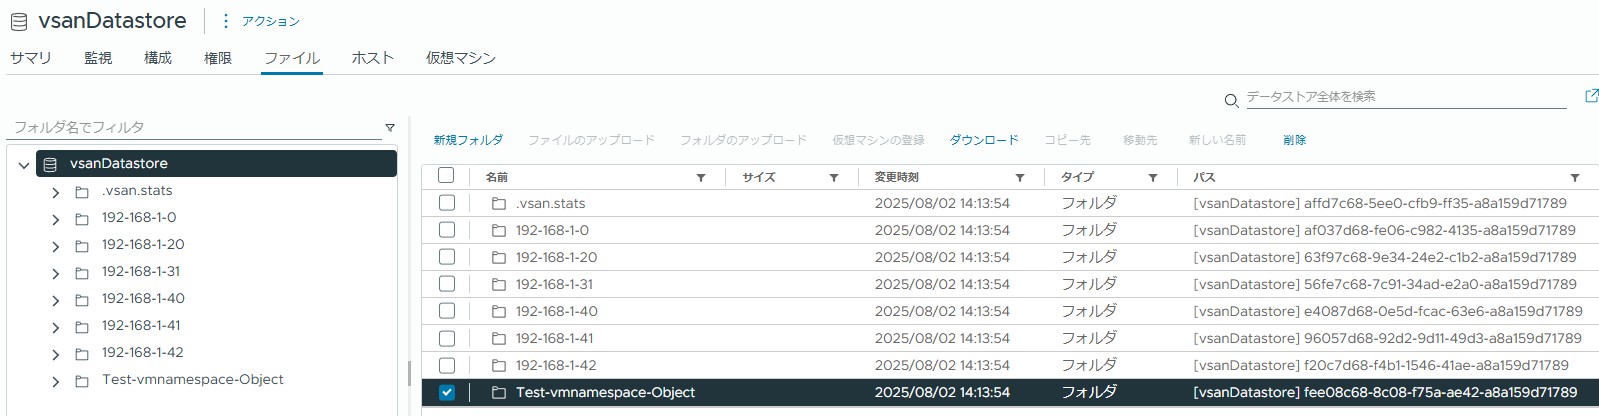 vsanDatastore アクション
サマリ 監視 構成 権限 ファイル ホスト 仮想マシン
データストア全体を検索
フォルダ名でフィルタ
vsanDatastore
.vsan.stats
192-168-1-0
192-168-1-20
192-168-1-31
192-168-1-40
192-168-1-41
192-168-1-42
Test-vmnamespace-Object
新規フォルダ ファイルのアップロード フォルダのアップロード 仮想マシンの登録 ダウンロード コピー先 移動先 新しい名前 削除
名前 サイズ 変更時刻 タイプ パス
.vsan.stats 2025/08/02 14:13:54 フォルダ [vsanDatastore] affd7c68-5ee0-cfb9-ff35-a8a159d71789
192-168-1-0 2025/08/02 14:13:54 フォルダ [vsanDatastore] af037d68-fe06-c982-4135-a8a159d71789
192-168-1-20 2025/08/02 14:13:54 フォルダ [vsanDatastore] 63f97c68-9e34-24e2-c1b2-a8a159d71789
192-168-1-31 2025/08/02 14:13:54 フォルダ [vsanDatastore] 56fe7c68-7c91-34ad-e2a0-a8a159d71789
192-168-1-40 2025/08/02 14:13:54 フォルダ [vsanDatastore] e4087d68-0e5d-fcac-63e6-a8a159d71789
192-168-1-41 2025/08/02 14:13:54 フォルダ [vsanDatastore] 96057d68-92d2-9d11-49d3-a8a159d71789
192-168-1-42 2025/08/02 14:13:54 フォルダ [vsanDatastore] f20c7d68-f4b1-1546-41ae-a8a159d71789
Test-vmnamespace-Object 2025/08/02 14:13:54 フォルダ [vsanDatastore] fee08c68-8c08-f75a-ae42-a8a159d71789